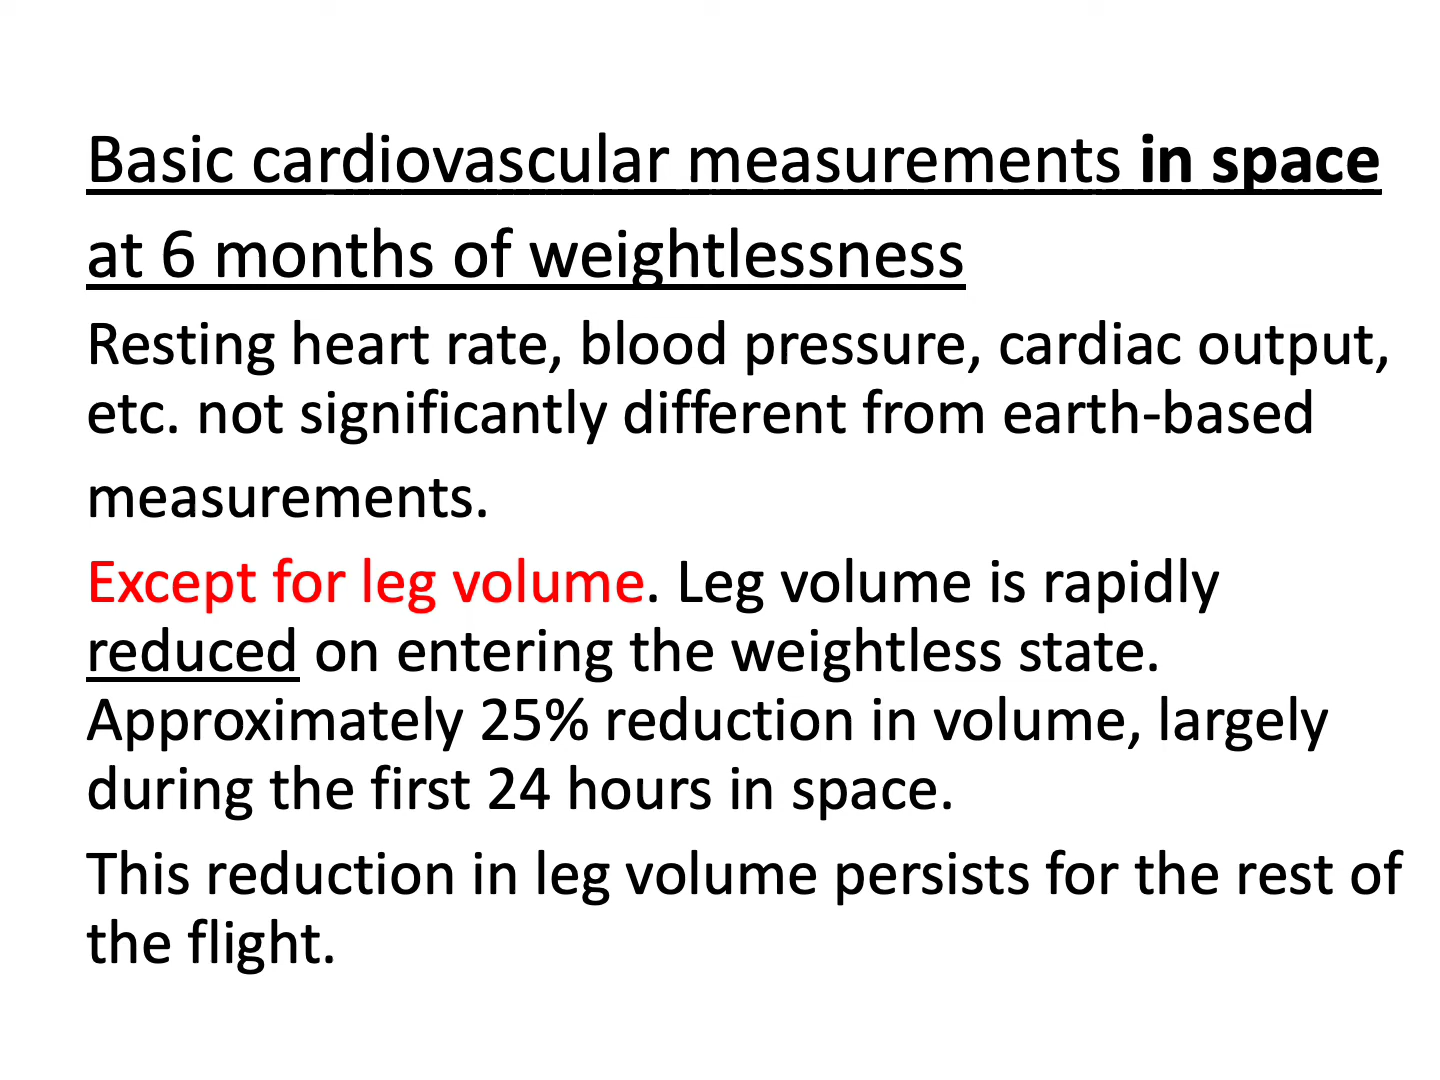 Basic cardiovascular measurements in space
at 6 months of weightlessness
Resting heart rate, blood pressure, cardiac output,
etc. not significantly different from earth-based
measurements.
Except for leg volume. Leg volume is rapidly
reduced on entering the weightless state.
Approximately 25% reduction in volume, largely
during the first 24 hours in space.
This reduction in leg volume persists for the rest of
the flight.